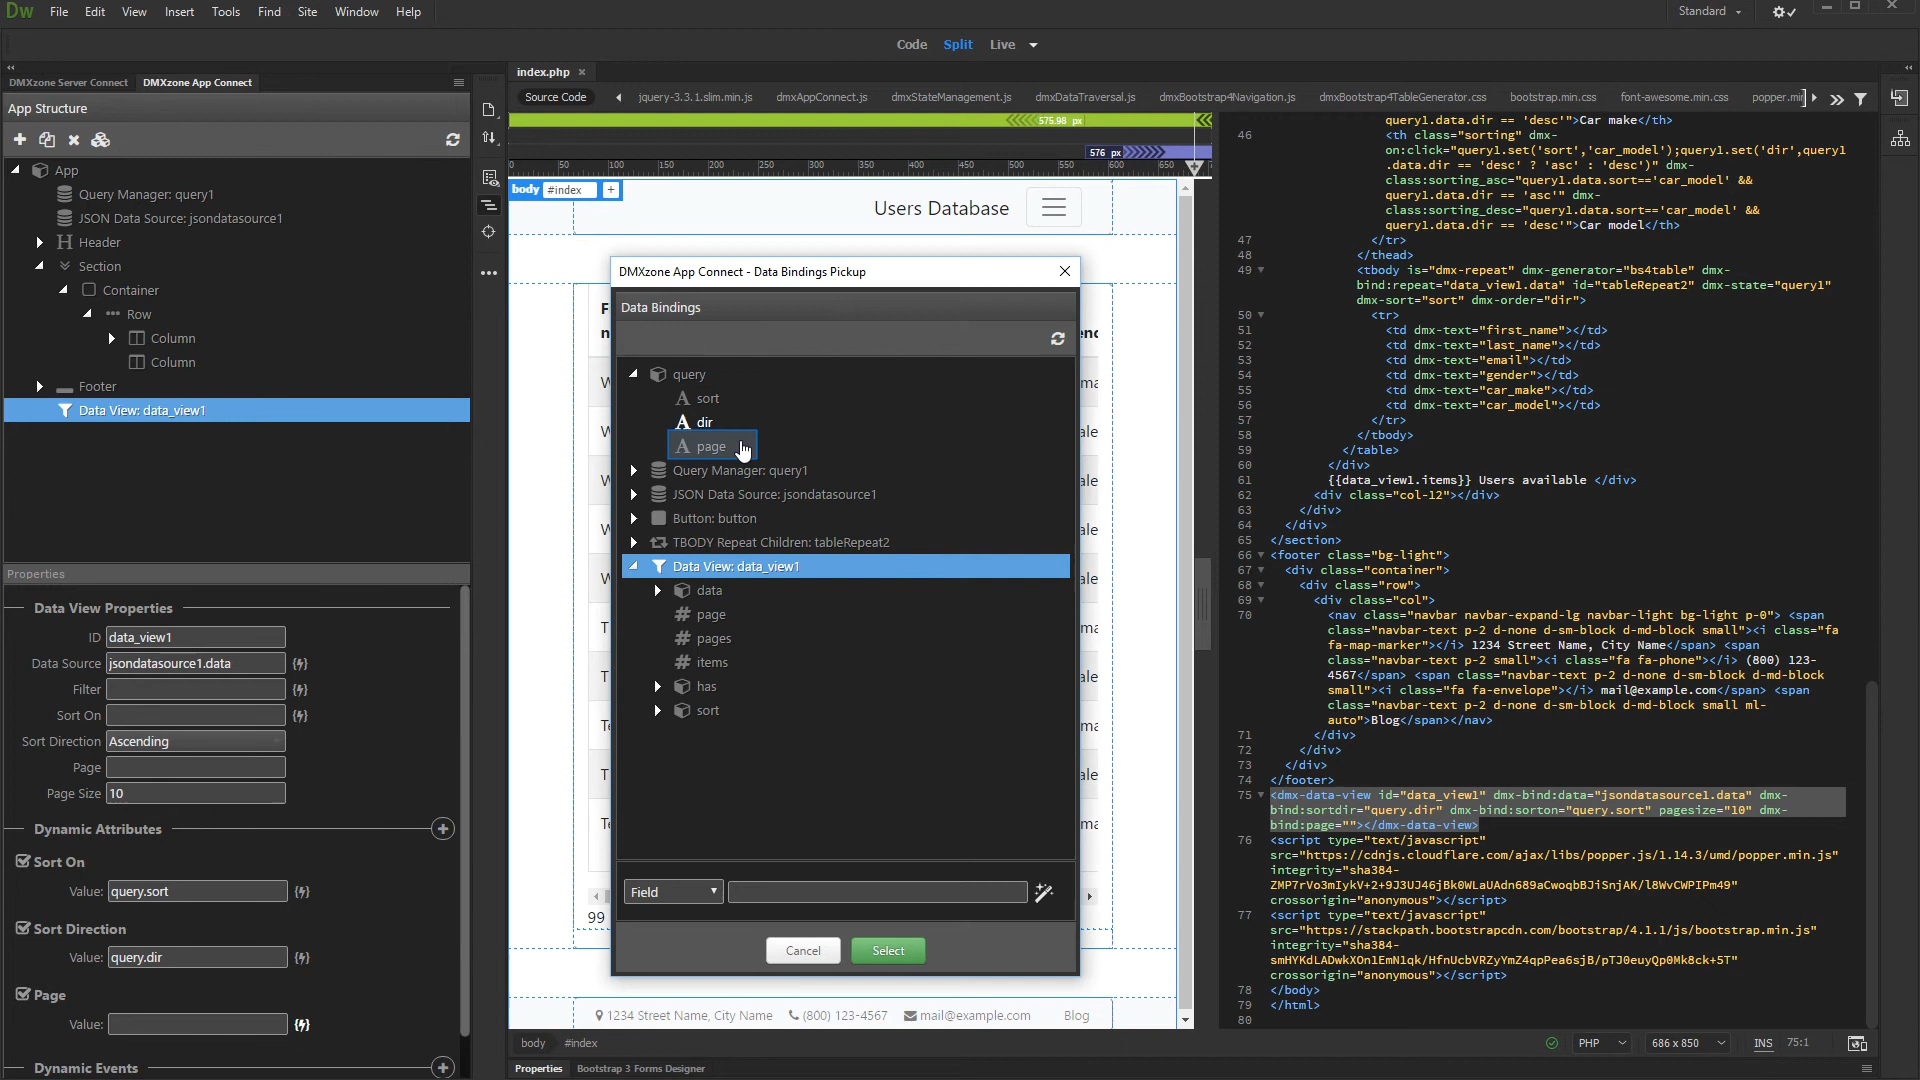 Dw File Edit View Insert Tools Find Site Window Help
Standard
Code Split Live
DMXzone Server Connect DMXzone App Connect
App Structure
App
Query Manager: query1
JSON Data Source: jsondatasource1
Header
Section
Container
Row
Column
Column
Footer
Data View: data_view1
Properties
Data View Properties
ID data_view1
Data Source jsondatasource1.data
Filter
Sort On
Sort Direction Ascending
Page
Page Size 10
Dynamic Attributes
Sort On
Value: query.sort
Sort Direction
Value: query.dir
Page
Value:
Dynamic Events
index.php
Source Code jquery-3.3.1.slim.min.js dmxAppConnect.js dmxStateManagement.js dmxDataTraversal.js dmxBootstrap4Navigation.js dmxBootstrap4TableGenerator.css bootstrap.min.css font-awesome.min.css popper.min
575.98 px
576 px
0 50 100 150 200 250 300 350 400 450 500 550 600 650
body #index +
Users Database
DMXzone App Connect - Data Bindings Pickup
Data Bindings
query
sort
dir
page
Query Manager: query1
JSON Data Source: jsondatasource1
Button: button
TBODY Repeat Children: tableRepeat2
Data View: data_view1
data
page
pages
items
has
sort
Field
99
Cancel Select
1234 Street Name, City Name (800) 123-4567 mail@example.com Blog
body #index
PHP 686 x 850 INS 75:1
Properties Bootstrap 3 Forms Designer
query1.data.dir == 'desc'">Car make</th>
46 <th class="sorting" dmx-
on:click="query1.set('sort','car_model');query1.set('dir',query1
.data.dir == 'desc' ? 'asc' : 'desc')" dmx-
class:sorting_asc="query1.data.sort=='car_model' &&
query1.data.dir == 'asc'" dmx-
class:sorting_desc="query1.data.sort=='car_model' &&
query1.data.dir == 'desc'">Car model</th>
47 </tr>
48 </thead>
49 <tbody is="dmx-repeat" dmx-generator="bs4table" dmx-
bind:repeat="data_view1.data" id="tableRepeat2" dmx-state="query1"
dmx-sort="sort" dmx-order="dir">
50 <tr>
51 <td dmx-text="first_name"></td>
52 <td dmx-text="last_name"></td>
53 <td dmx-text="email"></td>
54 <td dmx-text="gender"></td>
55 <td dmx-text="car_make"></td>
56 <td dmx-text="car_model"></td>
57 </tr>
58 </tbody>
59 </table>
60 </div>
61 {{data_view1.items}} Users available </div>
62 <div class="col-12"></div>
63 </div>
64 </div>
65 </section>
66 <footer class="bg-light">
67 <div class="container">
68 <div class="row">
69 <div class="col">
70 <nav class="navbar navbar-expand-lg navbar-light bg-light p-0"> <span
class="navbar-text p-2 d-none d-sm-block d-md-block small"><i class="fa
fa-map-marker"></i> 1234 Street Name, City Name</span> <span
class="navbar-text p-2 small"><i class="fa fa-phone"></i> (800) 123-
4567</span> <span class="navbar-text p-2 d-none d-sm-block d-md-block
small"><i class="fa fa-envelope"></i> mail@example.com</span> <span
class="navbar-text p-2 d-none d-sm-block d-md-block small ml-
auto">Blog</span></nav>
71 </div>
72 </div>
73 </div>
74 </footer>
75 <dmx-data-view id="data_view1" dmx-bind:data="jsondatasource1.data" dmx-
bind:sortdir="query.dir" dmx-bind:sorton="query.sort" pagesize="10" dmx-
bind:page=""></dmx-data-view>
76 <script type="text/javascript"
src="https://cdnjs.cloudflare.com/ajax/libs/popper.js/1.14.3/umd/popper.min.js"
integrity="sha384-
ZMP7rVo3mIykV+2+9J3UJ46jBk0WLaUAdn689aCwoqbBJiSnjAK/l8WvCWPIPm49"
crossorigin="anonymous"></script>
77 <script type="text/javascript"
src="https://stackpath.bootstrapcdn.com/bootstrap/4.1.1/js/bootstrap.min.js"
integrity="sha384-
smHYKdLADwkXOn1EmN1qk/HfnUcbVRZyYmZ4qpPea6sjB/pTJ0euyQp0Mk8ck+5T"
crossorigin="anonymous"></script>
78 </body>
79 </html>
80